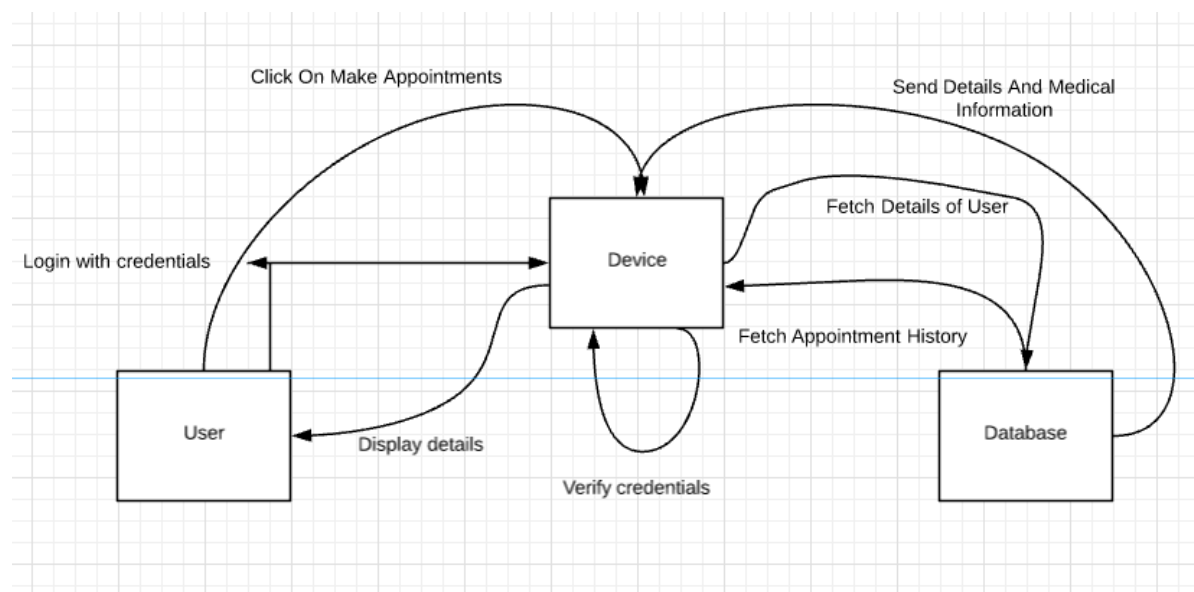 Click On Make Appointments
Send Details And Medical
Information
Fetch Details of User
Login with credentials
Device
Fetch Appointment History
User
Display details
Database
Verify credentials